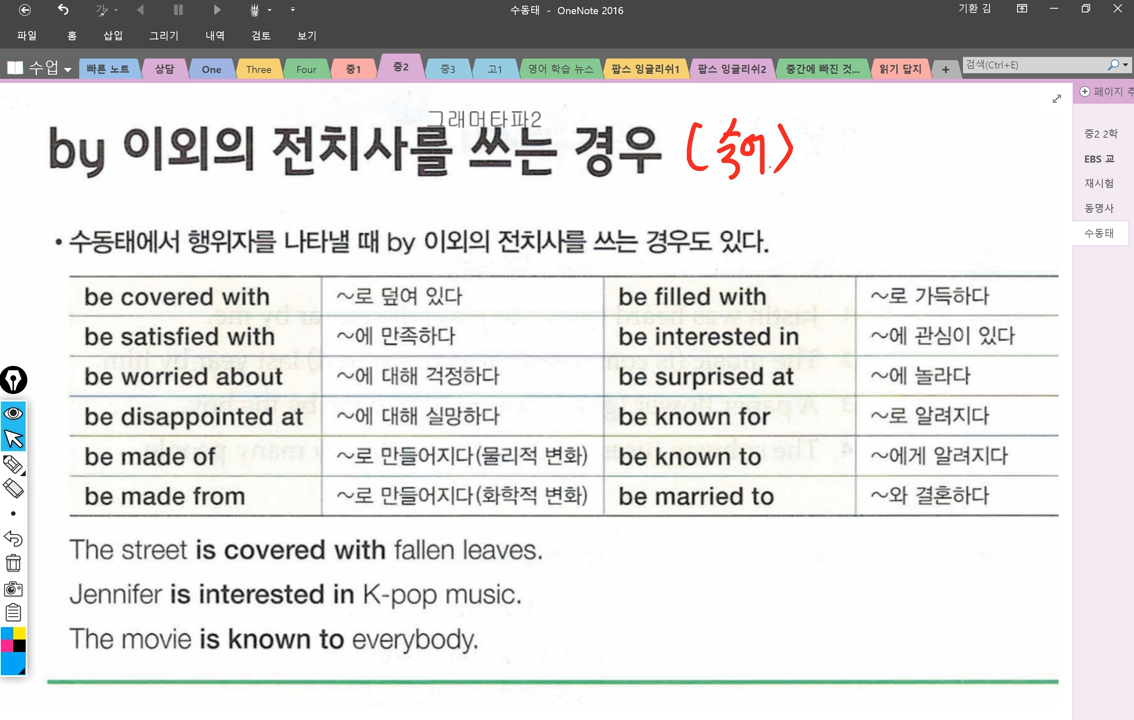 수동태 - OneNote 2016
기환 김
파일 홈 삽입 그리기 내역 검토 보기
수업 빠른 노트 상담 One Three Four 중1 중2 중3 고1 영어 학습 뉴스 팝스 잉글리쉬1 팝스 잉글리쉬2 중간에 빠진 것... 읽기 답지 + 검색(Ctrl+E)
페이지 추
중2 2학
EBS 교
재시험
동명사
수동태
그래머타파2
by 이외의 전치사를 쓰는 경우 (숙어)
• 수동태에서 행위자를 나타낼 때 by 이외의 전치사를 쓰는 경우도 있다.
be covered with ~로 덮여 있다 be filled with ~로 가득하다
be satisfied with ~에 만족하다 be interested in ~에 관심이 있다
be worried about ~에 대해 걱정하다 be surprised at ~에 놀라다
be disappointed at ~에 대해 실망하다 be known for ~로 알려지다
be made of ~로 만들어지다(물리적 변화) be known to ~에게 알려지다
be made from ~로 만들어지다(화학적 변화) be married to ~와 결혼하다
The street is covered with fallen leaves.
Jennifer is interested in K-pop music.
The movie is known to everybody.